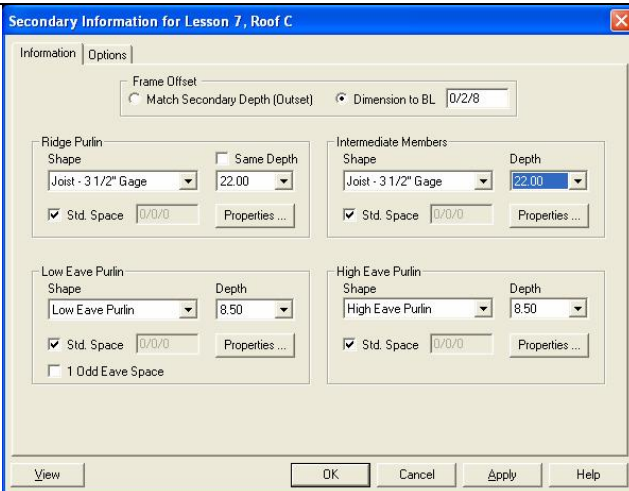 Secondary Information for Lesson 7, Roof C
Information Options
Frame Offset
Match Secondary Depth (Outset) Dimension to BL 0/2/8
Ridge Purlin
Shape Same Depth
Joist - 3 1/2" Gage 22.00
Std. Space 0/0/0 Properties ...
Intermediate Members
Shape Depth
Joist - 3 1/2" Gage 22.00
Std. Space 0/0/0 Properties ...
Low Eave Purlin
Shape Depth
Low Eave Purlin 8.50
Std. Space 0/0/0 Properties ...
1 Odd Eave Space
High Eave Purlin
Shape Depth
High Eave Purlin 8.50
Std. Space 0/0/0 Properties ...
View OK Cancel Apply Help